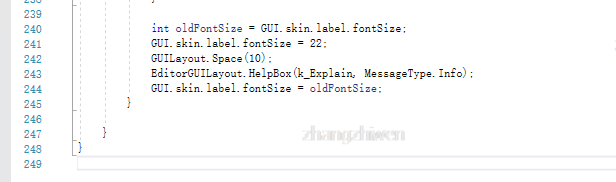 239
240 int oldFontSize = GUI.skin.label.fontSize;
241 GUI.skin.label.fontSize = 22;
242 GUILayout.Space(10);
243 EditorGUILayout.HelpBox(k_Explain, MessageType.Info);
244 GUI.skin.label.fontSize = oldFontSize;
245 }
246
247 }
zhangzhiwen
248 }
249